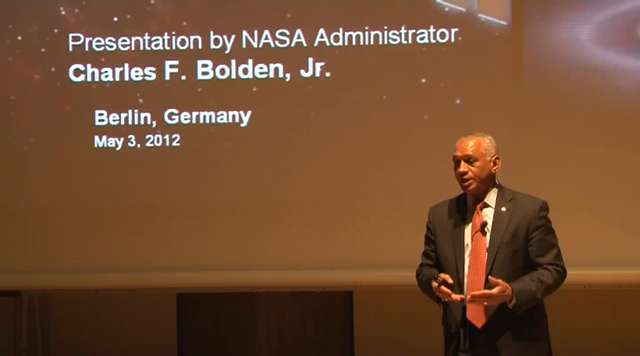 Presentation by NASA Administrator
Charles F. Bolden, Jr.
Berlin, Germany
May 3, 2012